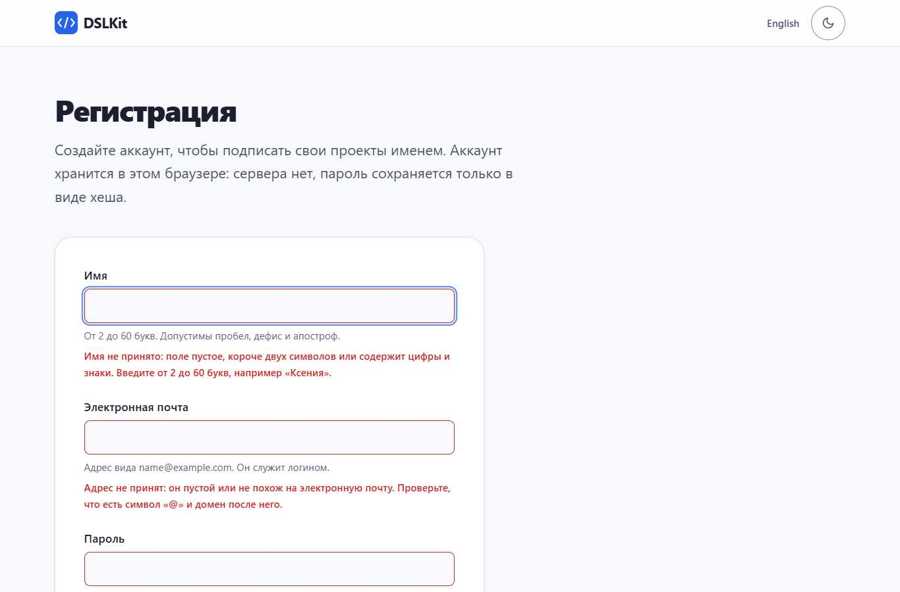 </> DSLKit
English
Регистрация
Создайте аккаунт, чтобы подписать свои проекты именем. Аккаунт
хранится в этом браузере: сервера нет, пароль сохраняется только в
виде хеша.
Имя
От 2 до 60 букв. Допустимы пробел, дефис и апостроф.
Имя не принято: поле пустое, короче двух символов или содержит цифры и
знаки. Введите от 2 до 60 букв, например «Ксения».
Электронная почта
Адрес вида name@example.com. Он служит логином.
Адрес не принят: он пустой или не похож на электронную почту. Проверьте,
что есть символ «@» и домен после него.
Пароль